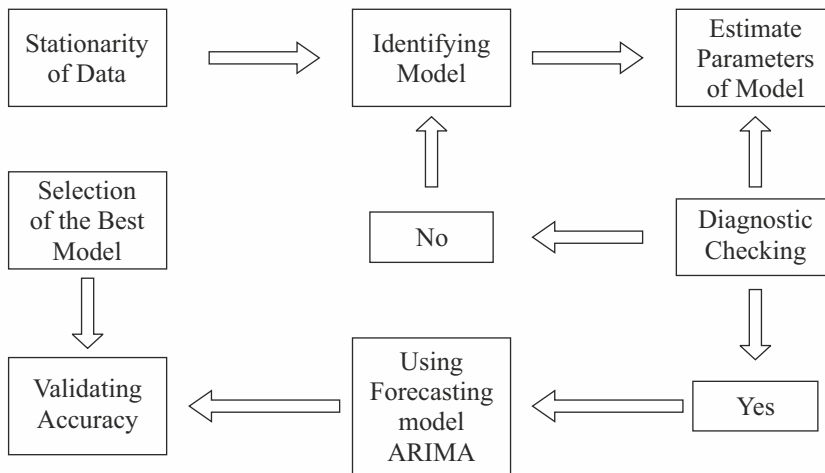 Stationarity
of Data
Identifying
Model
Estimate
Parameters
of Model
Selection
of the Best
Model
No
Diagnostic
Checking
Validating
Accuracy
Using
Forecasting
model
ARIMA
Yes